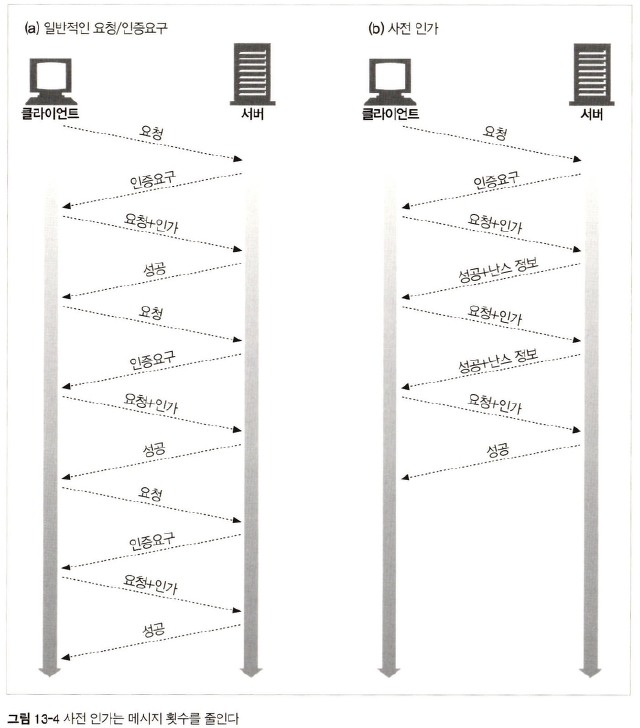 (a) 일반적인 요청/인증요구
클라이언트
서버
요청
인증요구
요청+인가
성공
요청
인증요구
요청+인가
성공
요청
인증요구
요청+인가
성공
(b) 사전 인가
클라이언트
서버
요청
인증요구
요청+인가
성공+난스 정보
요청+인가
성공+난스 정보
요청+인가
성공
그림 13-4 사전 인가는 메시지 횟수를 줄인다